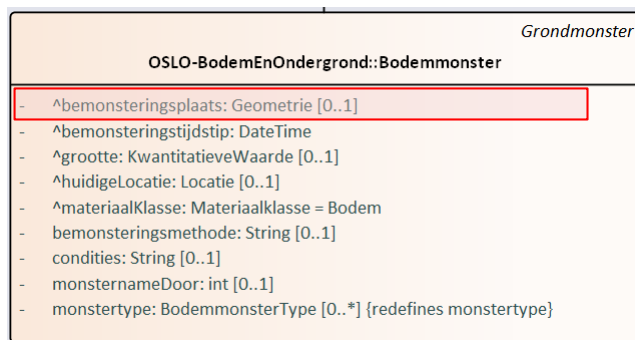 Grondmonster
OSLO-BodemEnOndergrond::Bodemmonster
- ^bemonsteringsplaats: Geometrie [0..1]
- ^bemonsteringstijdstip: DateTime
- ^grootte: KwantitatieveWaarde [0..1]
- ^huidigeLocatie: Locatie [0..1]
- ^materiaalKlasse: Materiaalklasse = Bodem
- bemonsteringsmethode: String [0..1]
- condities: String [0..1]
- monsternameDoor: int [0..1]
- monstertype: BodemmonsterType [0..*] {redefines monstertype}